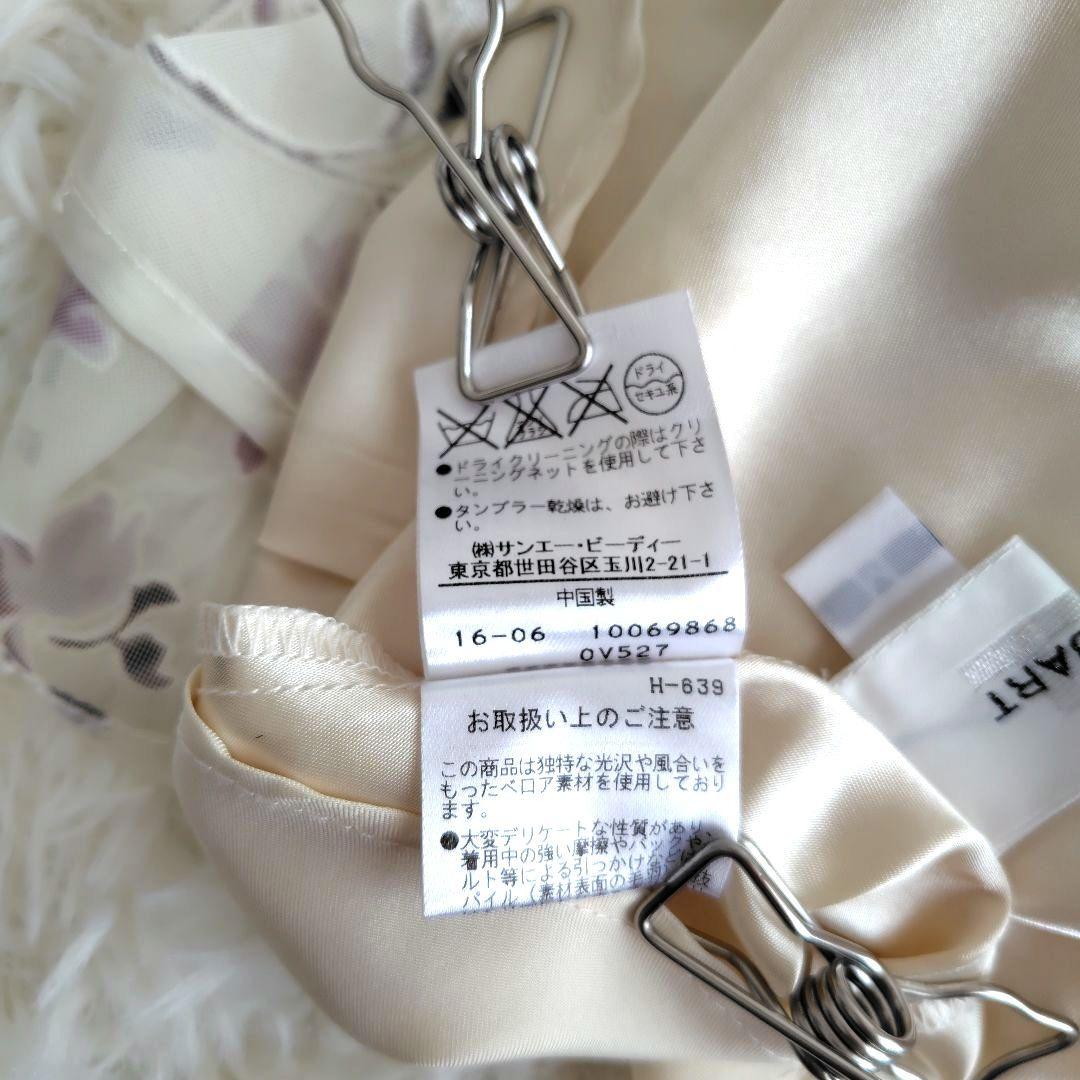 ドライ
セキユ系
●ドライクリーニングの際はクリ
ーニングネットを使用して下さ
い。
●タンブラー乾燥は、お避け下さ
い。
㈱サンエー・ビーディー
東京都世田谷区玉川2-21-1
中国製
16-06 10069868
0V527
H-639
お取扱い上のご注意
この商品は独特な光沢や風合いを
もったベロア素材を使用しており
ます。
●大変デリケートな性質があり、
着用中の強い摩擦やバックや
ルト等による引っかけなど
パイル(素材表面の毛
ART